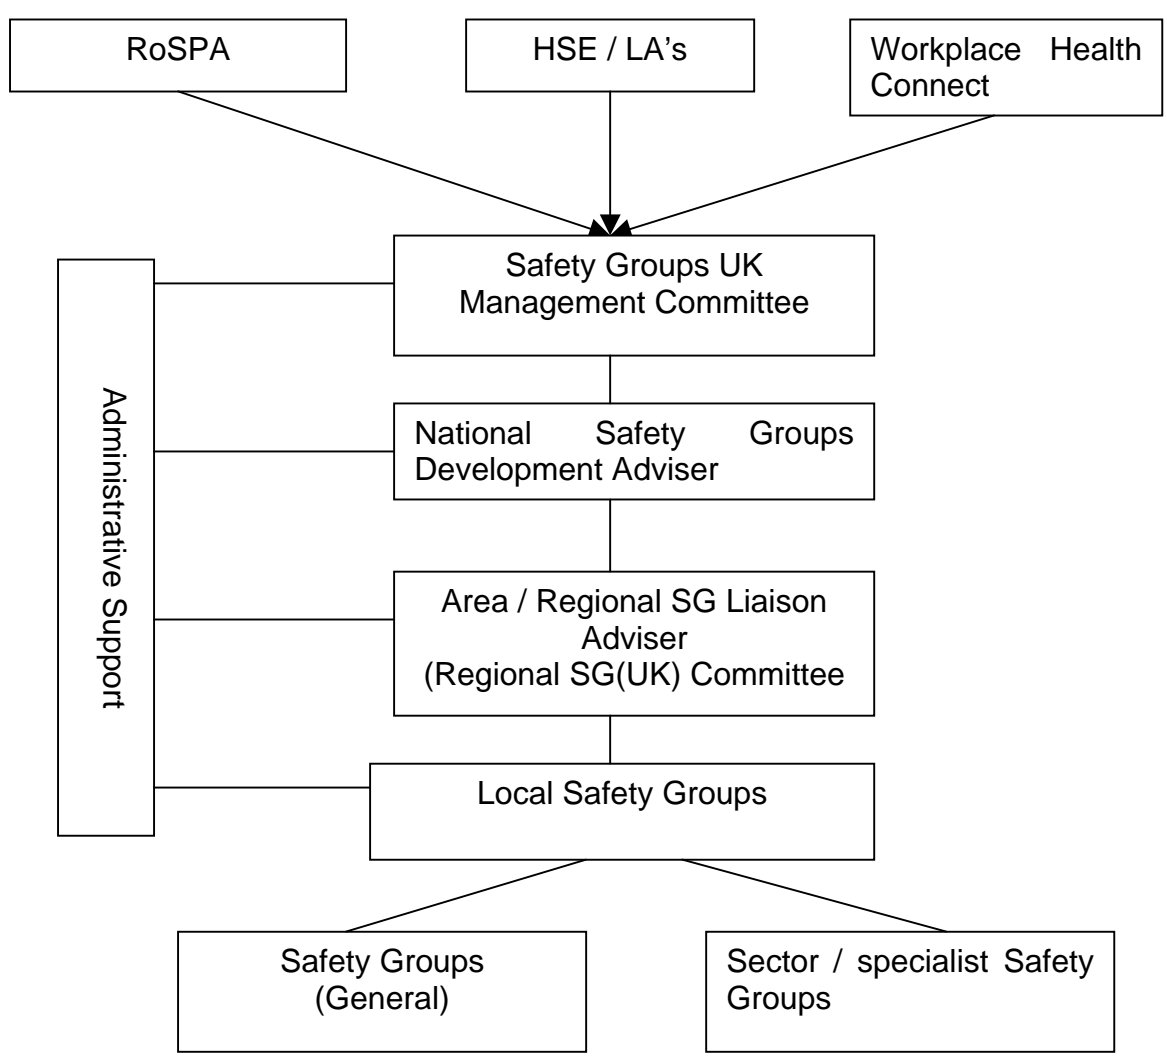 RoSPA
HSE / LA's
Workplace Health
Connect
Safety Groups UK
Management Committee
Administrative Support
National Safety Groups
Development Adviser
Area / Regional SG Liaison
Adviser
(Regional SG(UK) Committee
Local Safety Groups
Safety Groups
(General)
Sector / specialist Safety
Groups